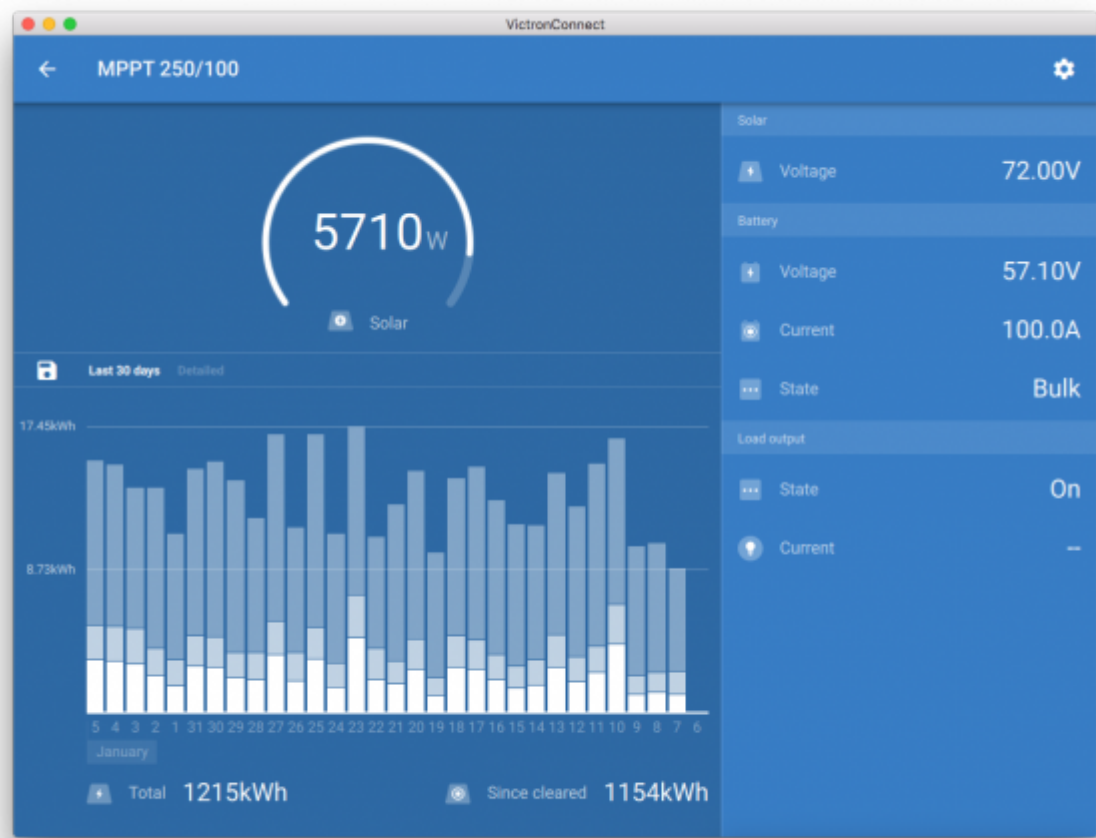 VictronConnect
MPPT 250/100
5710W
Solar
Last 30 days Detailed
17.45kWh
8.73kWh
5 4 3 2 1 31 30 29 28 27 26 25 24 23 22 21 20 19 18 17 16 15 14 13 12 11 10 9 8 7 6
January
Total 1215kWh Since cleared 1154kWh
Solar
Voltage 72.00V
Battery
Voltage 57.10V
Current 100.0A
State Bulk
Load output
State On
Current --